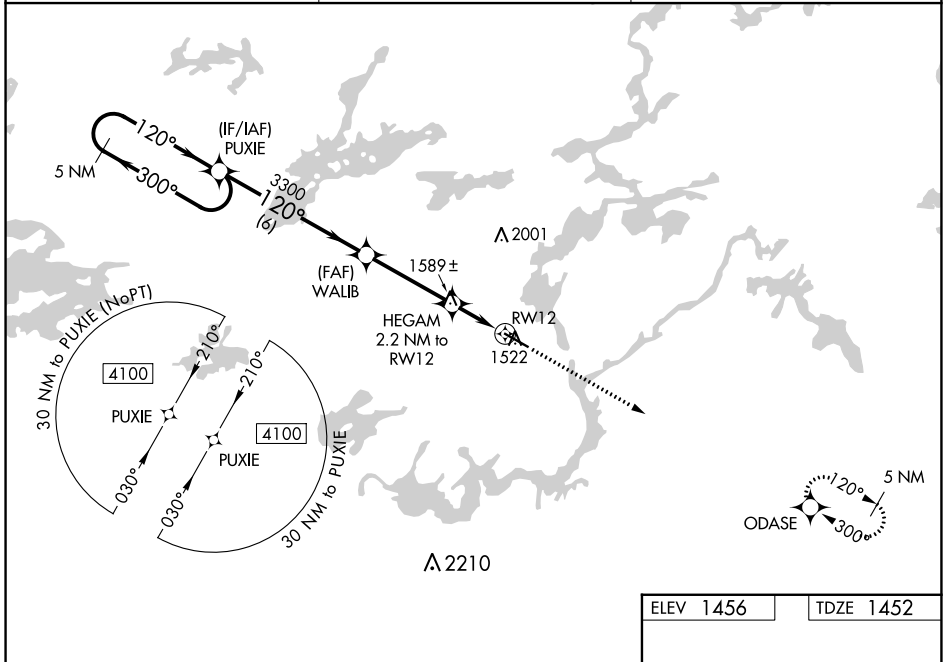 120°
(IF/IAF)
PUXIE
5 NM
300°
3300
120°
(6)
2001
(FAF)
WALIB
1589±
HEGAM
2.2 NM to
RW12
RW12
1522
30 NM to PUXIE (NoPT)
210°
4100
PUXIE
030°
210°
4100
PUXIE
030°
30 NM to PUXIE
120°
5 NM
ODASE
300°
2210
ELEV 1456
TDZE 1452